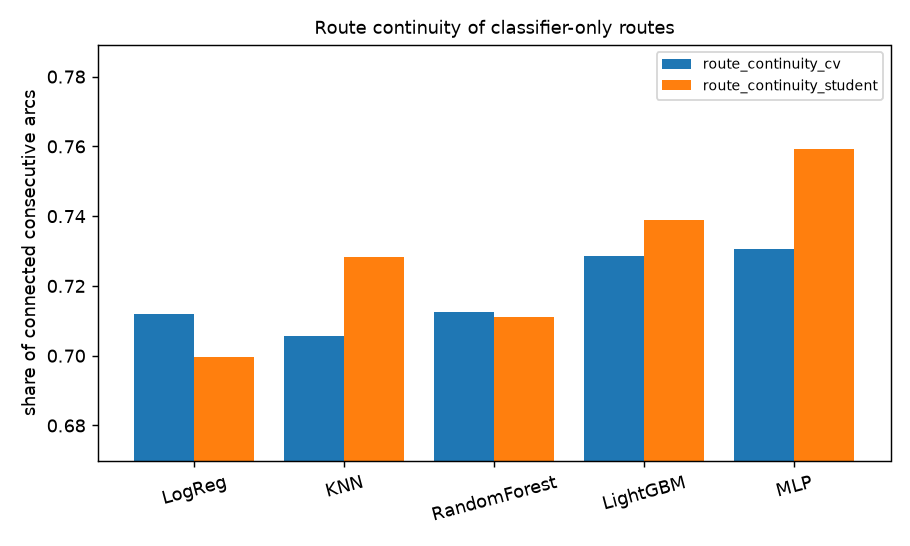 Route continuity of classifier-only routes
route_continuity_cv
route_continuity_student
share of connected consecutive arcs
0.78
0.76
0.74
0.72
0.70
0.68
LogReg
KNN
RandomForest
LightGBM
MLP